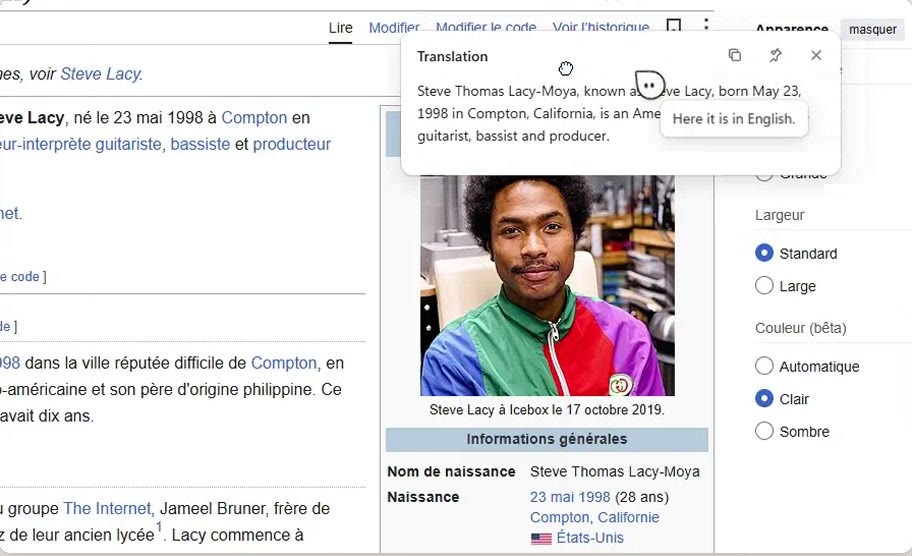 Lire Modifier Modifier le code Voir l'historique
Apparence masquer
nes, voir Steve Lacy.
Translation
Steve Thomas Lacy-Moya, known as Steve Lacy, born May 23,
1998 in Compton, California, is an Ame
guitarist, bassist and producer.
Here it is in English.
eve Lacy, né le 23 mai 1998 à Compton en
eur-interprète guitariste, bassiste et producteur
net.
e code ]
de ]
998 dans la ville réputée difficile de Compton, en
o-américaine et son père d'origine philippine. Ce
avait dix ans.
u groupe The Internet, Jameel Bruner, frère de
z de leur ancien lycée1. Lacy commence à
Steve Lacy à Icebox le 17 octobre 2019.
Informations générales
Nom de naissance Steve Thomas Lacy-Moya
Naissance 23 mai 1998 (28 ans)
Compton, Californie
États-Unis
Grande
Largeur
Standard
Large
Couleur (bêta)
Automatique
Clair
Sombre